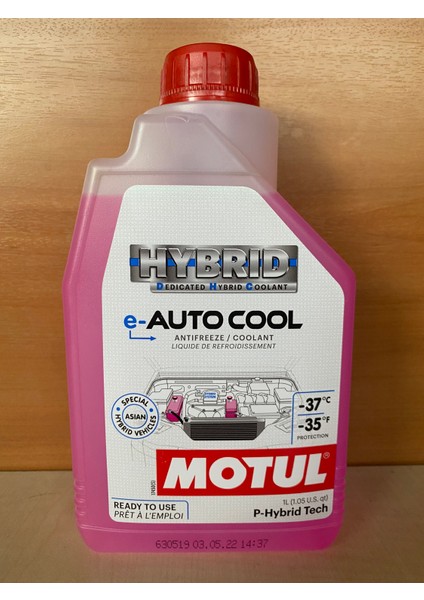 HYBRID
DEDICATED HYBRID COOLANT
e-AUTO COOL
ANTIFREEZE / COOLANT
LIQUIDE DE REFROIDISSEMENT
SPECIAL
ASIAN
HYBRID VEHICLES
-37°C
-35°F
PROTECTION
MOTUL®
1L (1.05 U.S. qt)
READY TO USE
PRÊT À L'EMPLOI
P-Hybrid Tech
630519 03.05.22 14:37